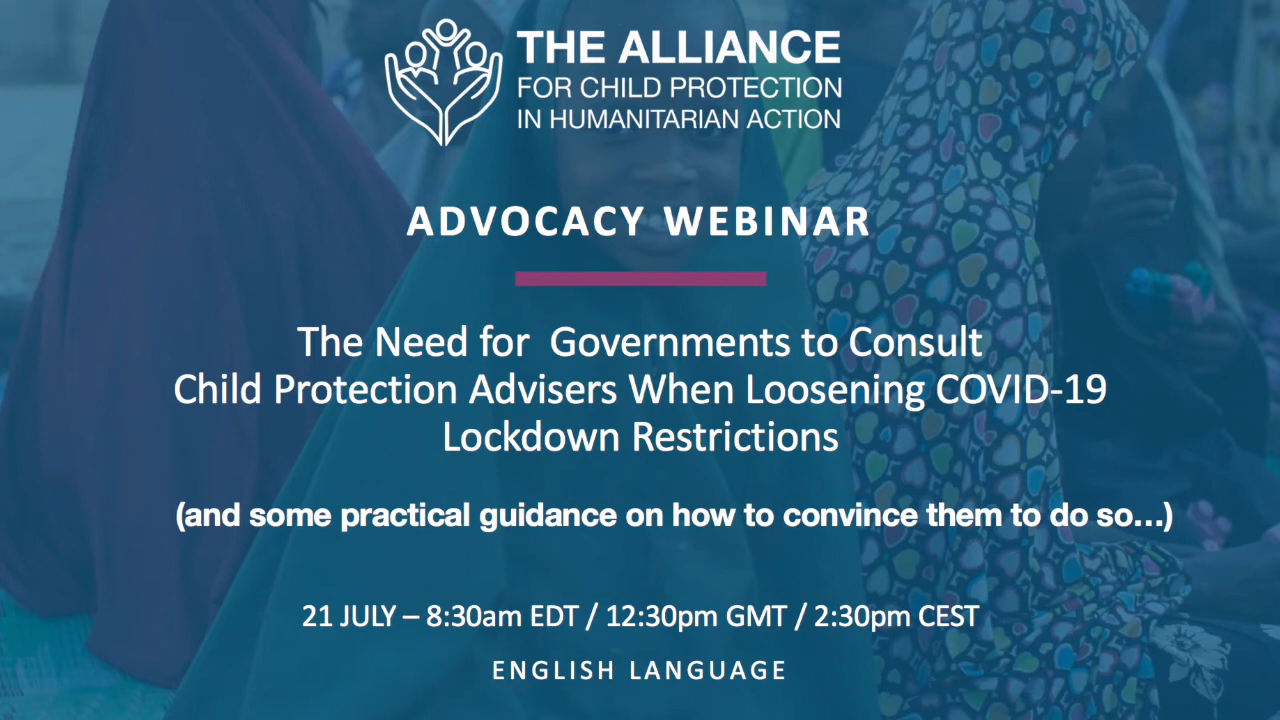 THE ALLIANCE
FOR CHILD PROTECTION
IN HUMANITARIAN ACTION
ADVOCACY WEBINAR
The Need for  Governments to Consult
Child Protection Advisers When Loosening COVID-19
Lockdown Restrictions
(and some practical guidance on how to convince them to do so...)
21 JULY – 8:30am EDT / 12:30pm GMT / 2:30pm CEST
ENGLISH LANGUAGE